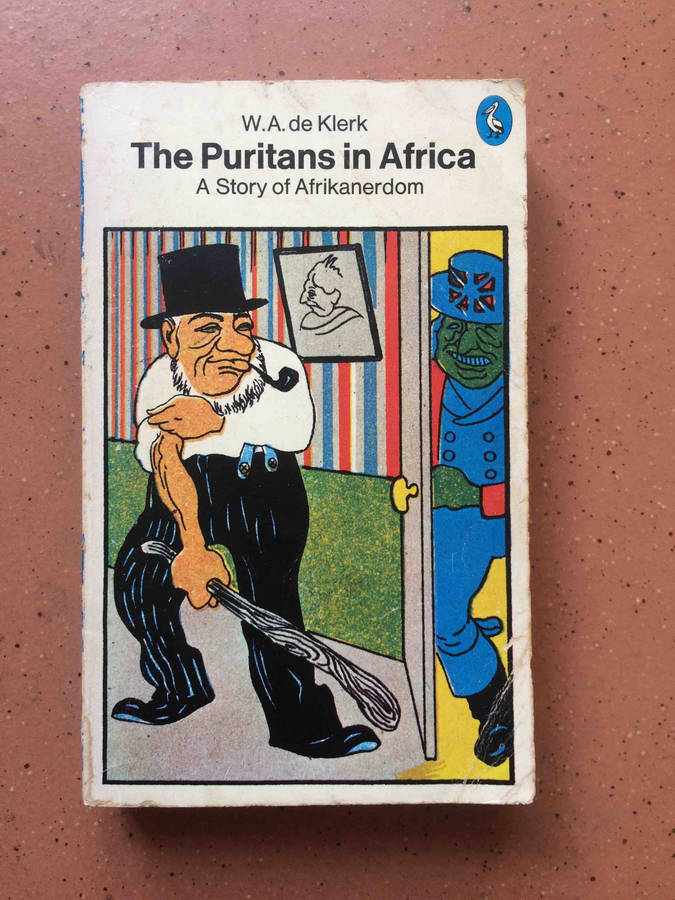 W.A. de Klerk
The Puritans in Africa
A Story of Afrikanerdom